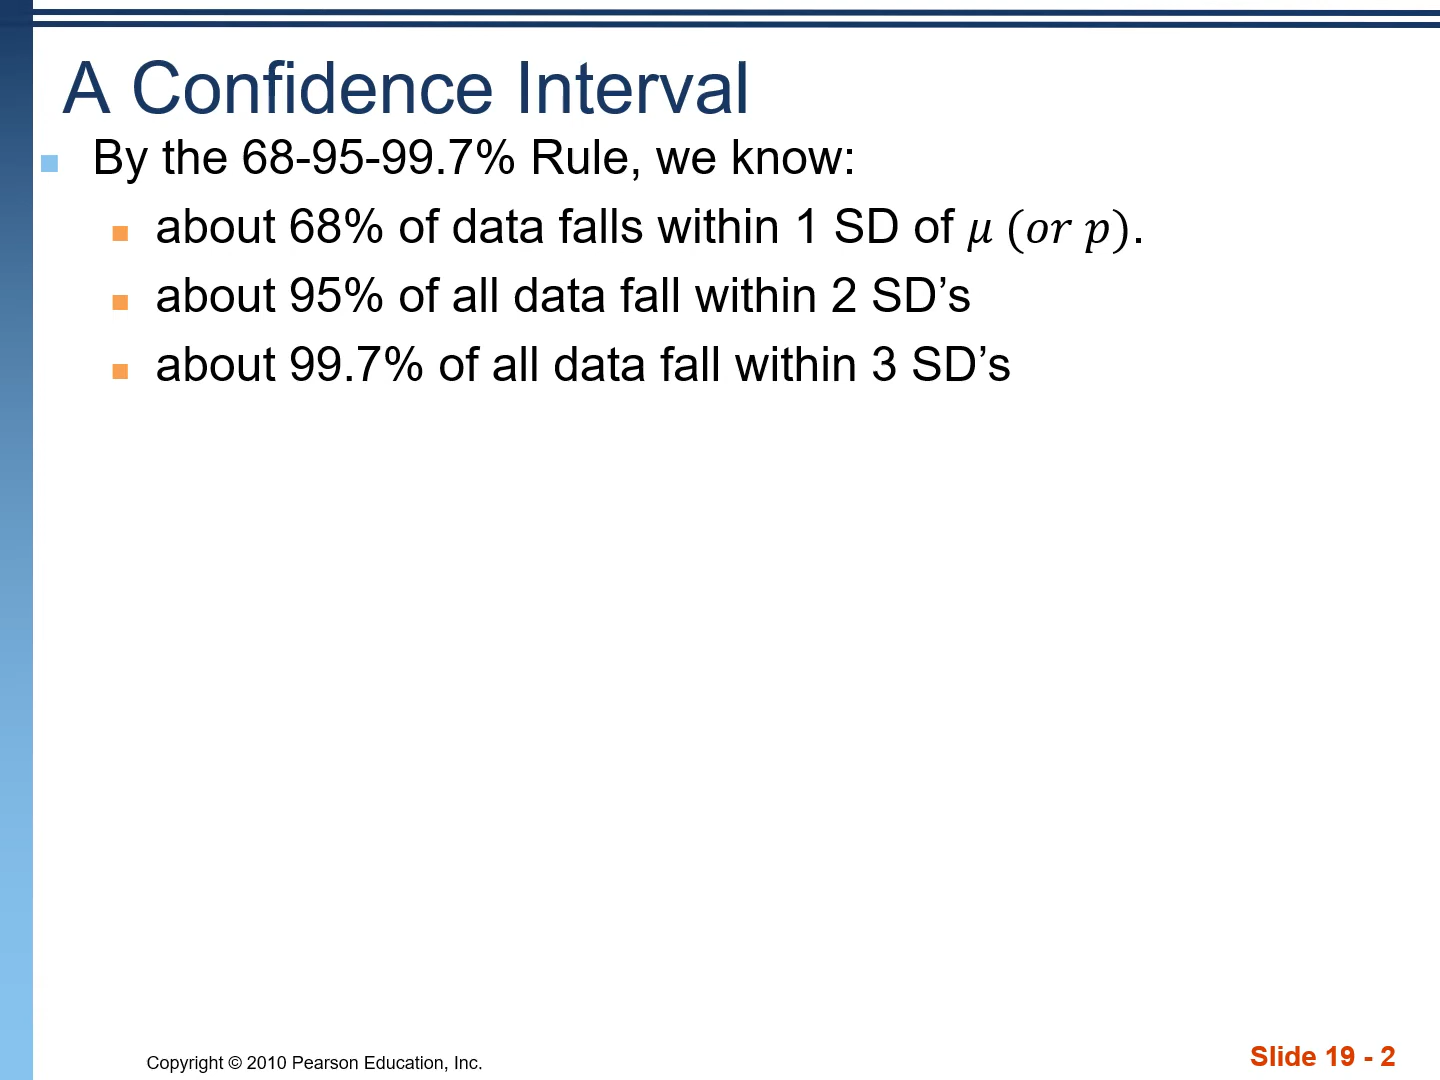 A Confidence Interval
By the 68-95-99.7% Rule, we know:
about 68% of data falls within 1 SD of 𝜇 (𝑜𝑟 𝑝).
about 95% of all data fall within 2 SD’s
about 99.7% of all data fall within 3 SD’s
Copyright © 2010 Pearson Education, Inc.
Slide 19 - 2